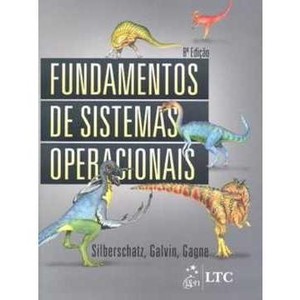 8ª Edição
FUNDAMENTOS
DE SISTEMAS
OPERACIONAIS
Silberschatz, Galvin, Gagne
LTC